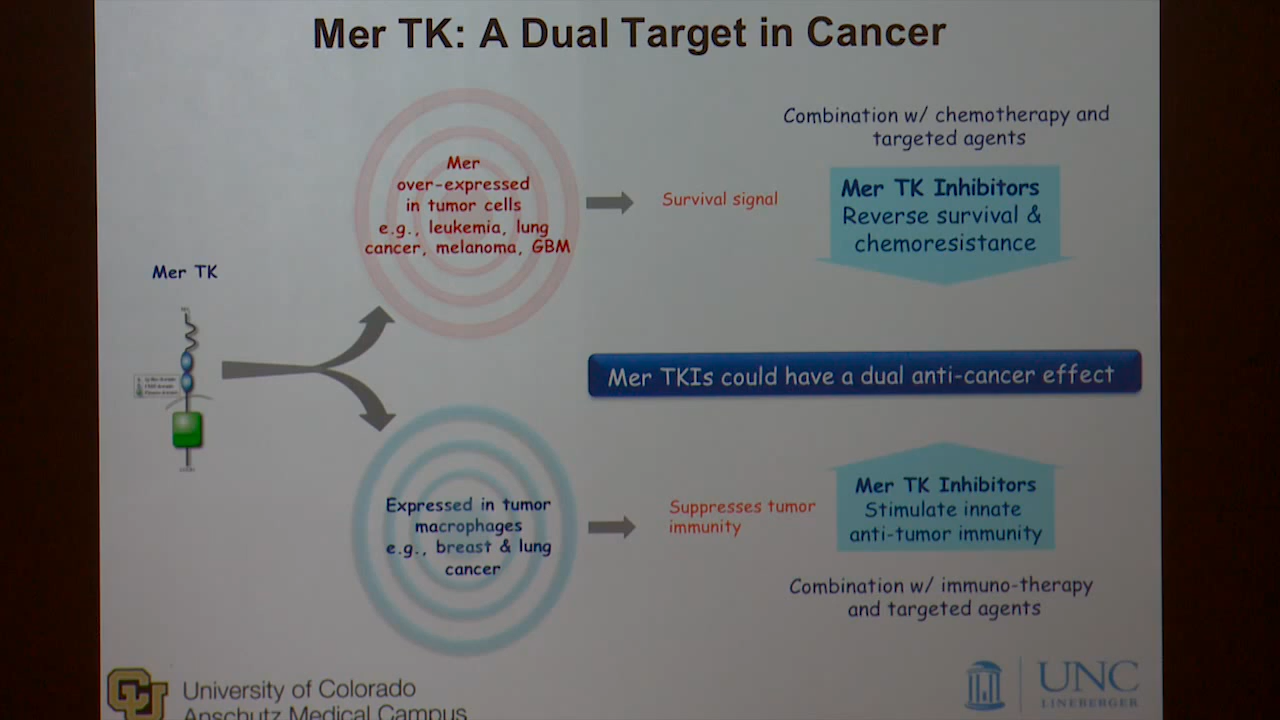 Mer TK: A Dual Target in Cancer
Combination w/ chemotherapy and
targeted agents
Mer
over-expressed
in tumor cells
e.g., leukemia, lung
cancer, melanoma, GBM
Survival signal
Mer TK Inhibitors
Reverse survival &
chemoresistance
Mer TK
Mer TKIs could have a dual anti-cancer effect
Expressed in tumor
macrophages
e.g., breast & lung
cancer
Suppresses tumor
immunity
Mer TK Inhibitors
Stimulate innate
anti-tumor immunity
Combination w/ immuno-therapy
and targeted agents
CU
University of Colorado
Anschutz Medical Campus
UNC
LINEBERGER